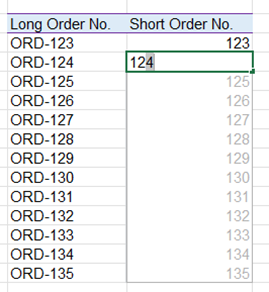 Long Order No. Short Order No.
ORD-123 123
ORD-124 124
ORD-125 125
ORD-126 126
ORD-127 127
ORD-128 128
ORD-129 129
ORD-130 130
ORD-131 131
ORD-132 132
ORD-133 133
ORD-134 134
ORD-135 135